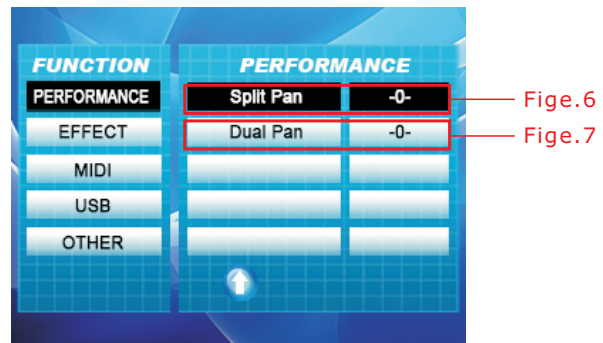 FUNCTION
PERFORMANCE
EFFECT
MIDI
USB
OTHER
PERFORMANCE
Split Pan -0-
Dual Pan -0-
Fige.6
Fige.7